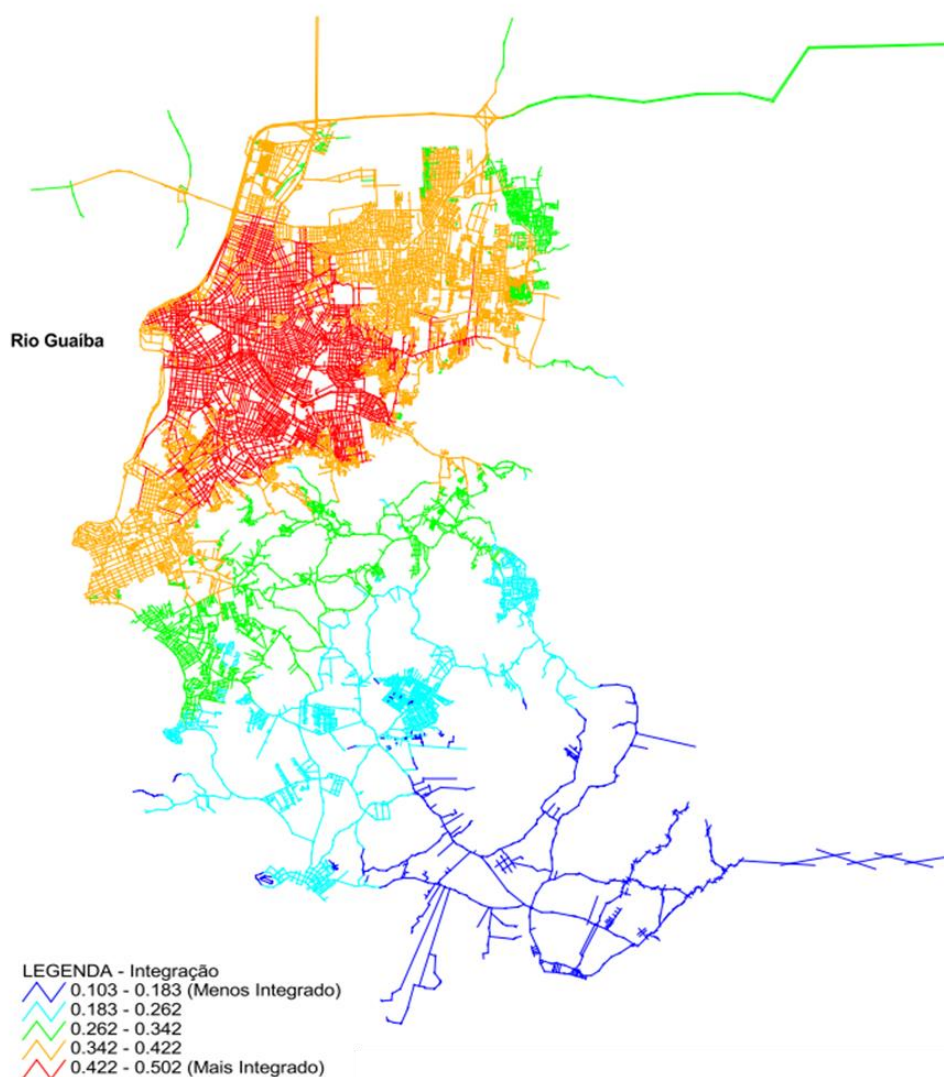 Rio Guaíba
LEGENDA - Integração
0.103 - 0.183 (Menos Integrado)
0.183 - 0.262
0.262 - 0.342
0.342 - 0.422
0.422 - 0.502 (Mais Integrado)